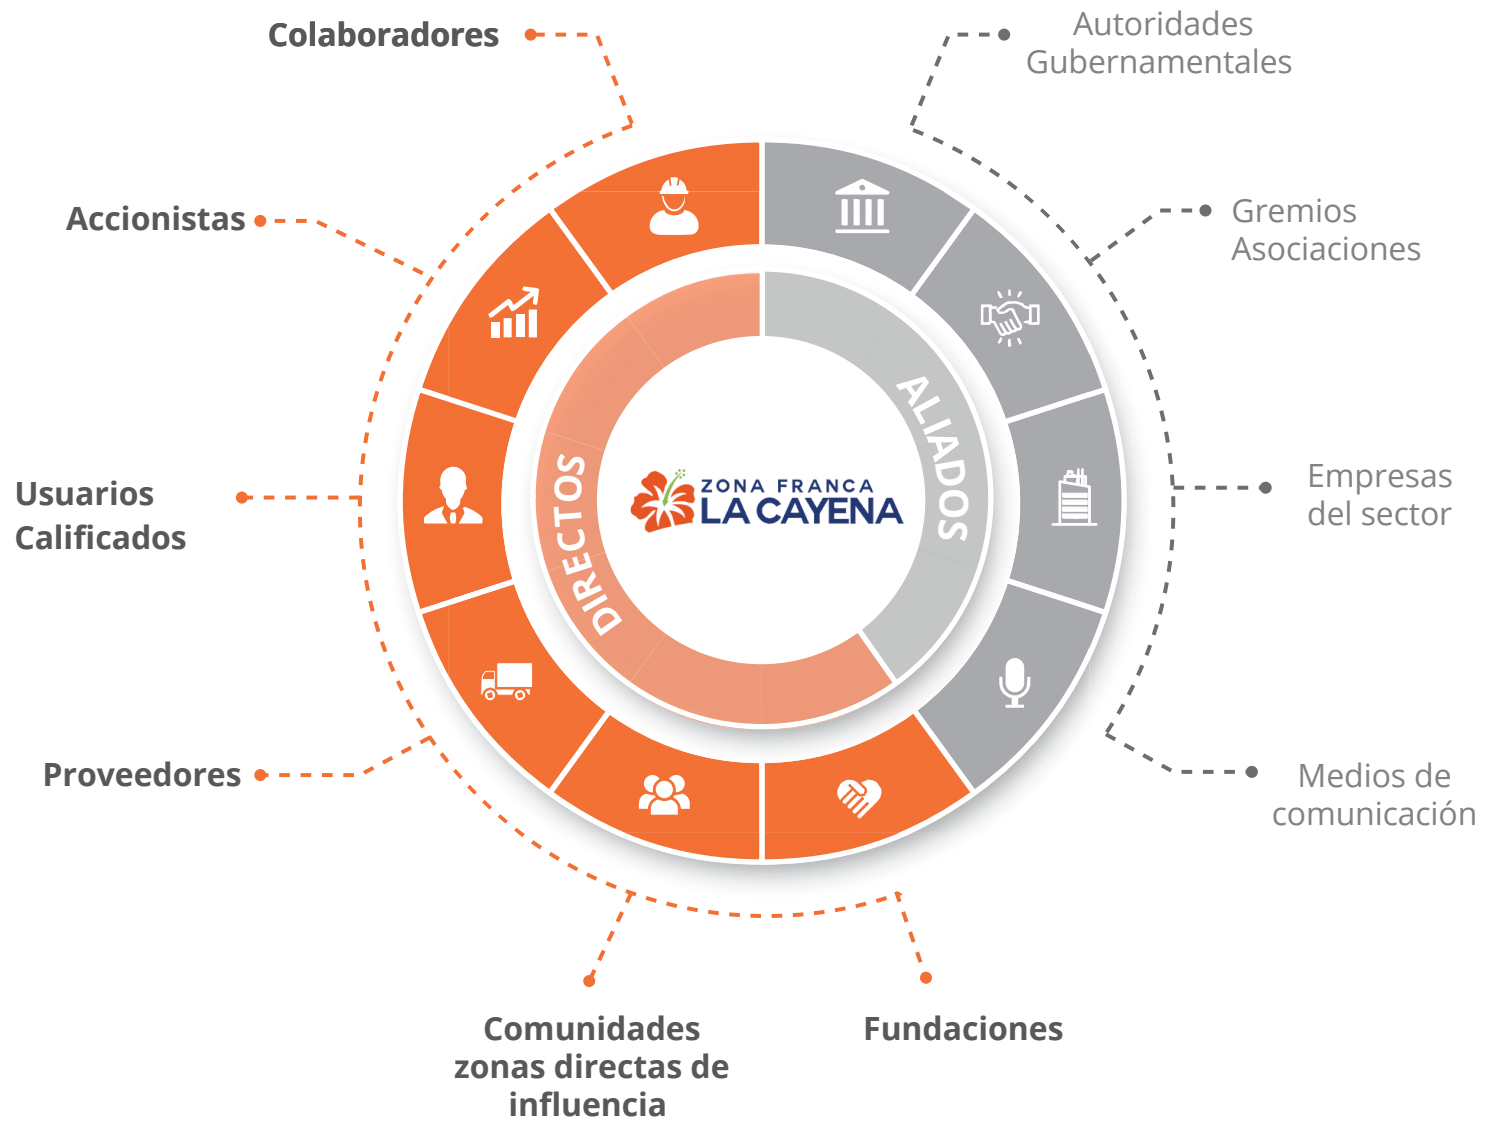 Colaboradores
Autoridades
Gubernamentales
Accionistas
Gremios
Asociaciones
ALIADOS
DIRECTOS
ZONA FRANCA
LA CAYENA
Usuarios
Calificados
Empresas
del sector
Proveedores
Medios de
comunicación
Comunidades
zonas directas de
influencia
Fundaciones